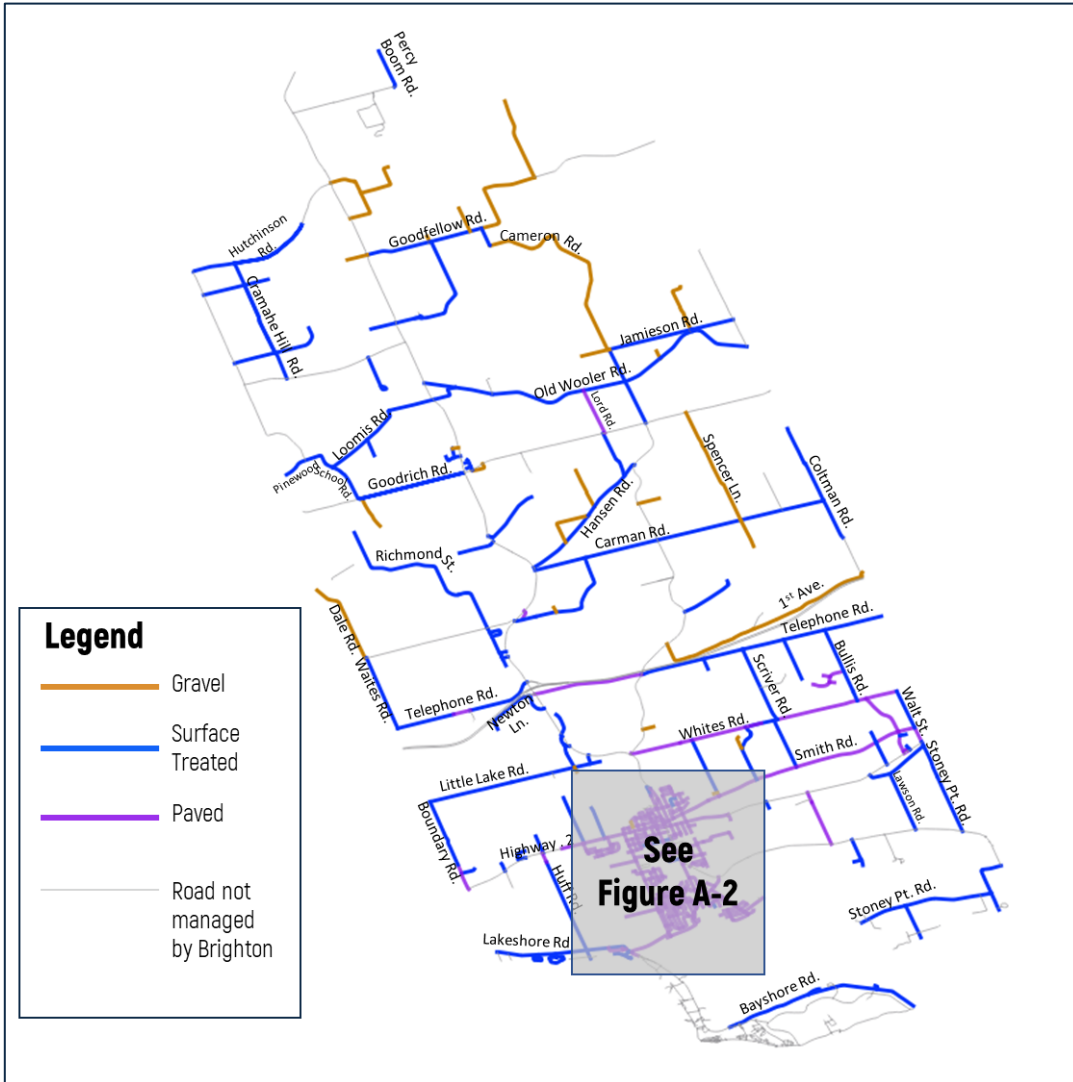 Percy
Boom Rd.
Hutchinson
Rd.
Goodfellow Rd.
Cameron Rd.
Cramahe Hill Rd.
Jamieson Rd.
Old Wooler Rd.
Lord Rd.
Loomis Rd
Pinewood
School
Rd.
Goodrich Rd.
Spencer Ln.
Coltman Rd.
Hansen Rd.
Carman Rd.
Richmond St.
1st Ave.
Telephone Rd.
Dale Rd.
Waites Rd.
Telephone Rd.
Newton
Ln.
Scriver Rd.
Bullis Rd.
Walt St.
Whites Rd.
Smith Rd.
Stoney Pt. Rd.
Lawson Rd.
Little Lake Rd.
Boundary Rd.
Highway 2
Huff Rd.
See
Figure A-2
Stoney Pt. Rd.
Lakeshore Rd
Bayshore Rd.
Legend
Gravel
Surface
Treated
Paved
Road not
managed
by Brighton